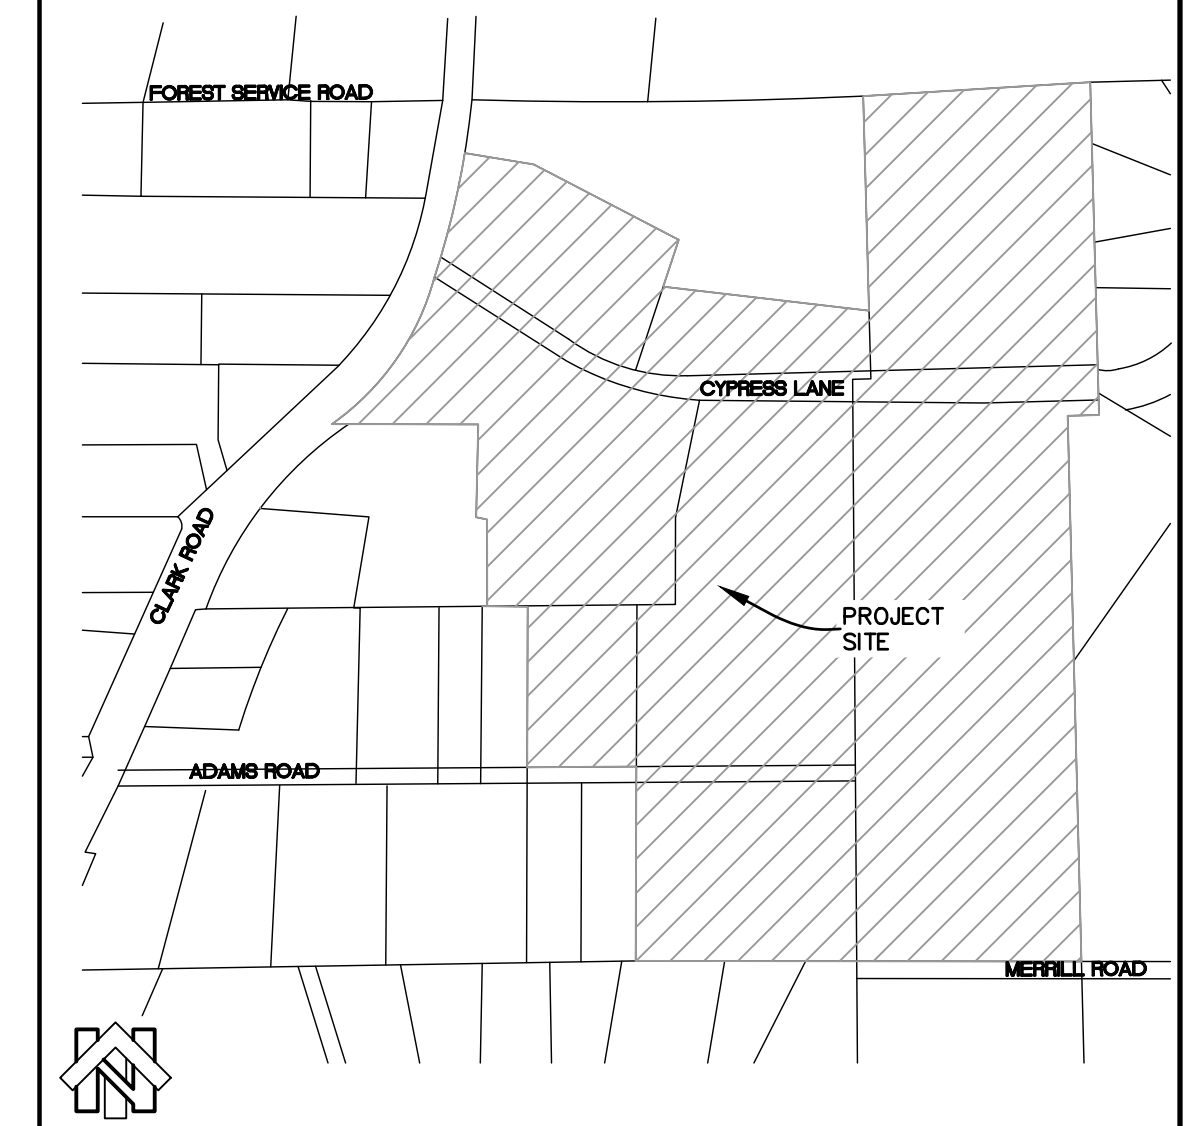 FOREST SERVICE ROAD
CYPRESS LANE
CLARK ROAD
PROJECT
SITE
ADAMS ROAD
MERRILL ROAD
N